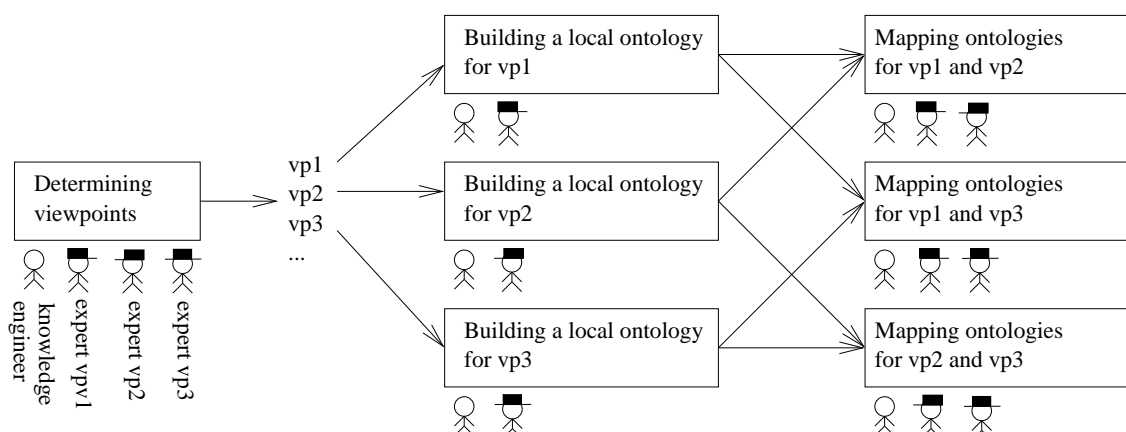 Determining
viewpoints
knowledge
engineer
expert vpv1
expert vp2
expert vp3
vp1
vp2
vp3
...
Building a local ontology
for vp1
Building a local ontology
for vp2
Building a local ontology
for vp3
Mapping ontologies
for vp1 and vp2
Mapping ontologies
for vp1 and vp3
Mapping ontologies
for vp2 and vp3